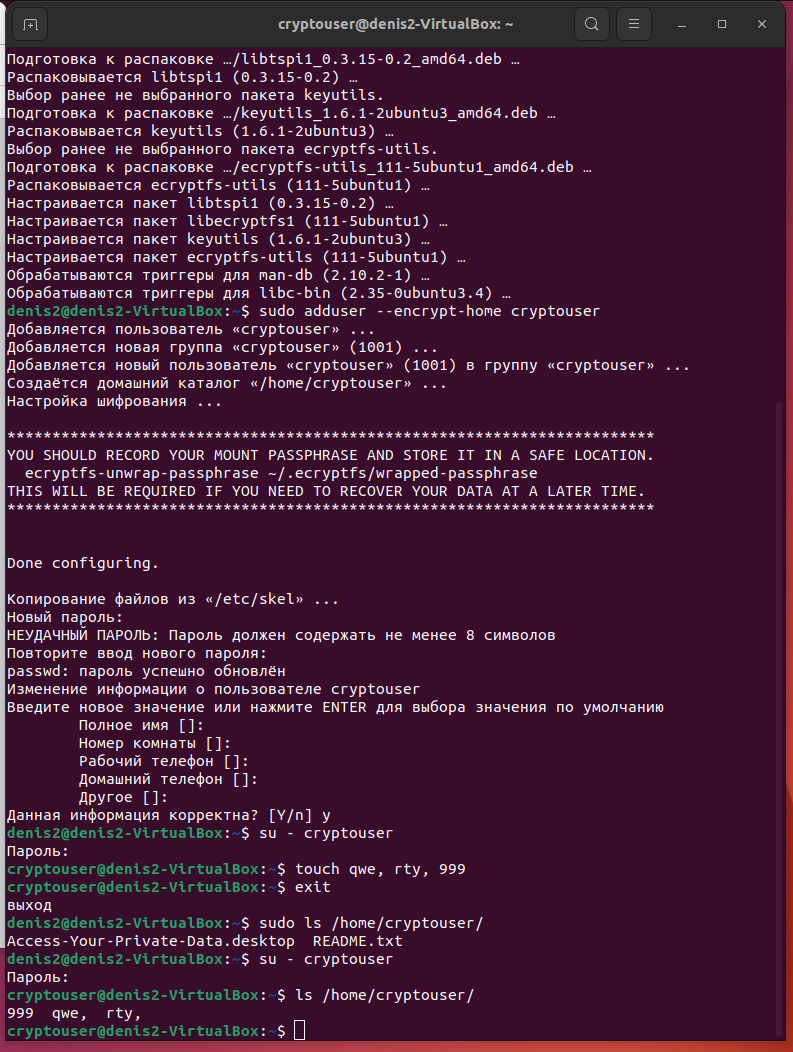 cryptouser@denis2-VirtualBox: ~
Подготовка к распаковке …/libtspi1_0.3.15-0.2_amd64.deb …
Распаковывается libtspi1 (0.3.15-0.2) …
Выбор ранее не выбранного пакета keyutils.
Подготовка к распаковке …/keyutils_1.6.1-2ubuntu3_amd64.deb …
Распаковывается keyutils (1.6.1-2ubuntu3) …
Выбор ранее не выбранного пакета ecryptfs-utils.
Подготовка к распаковке …/ecryptfs-utils_111-5ubuntu1_amd64.deb …
Распаковывается ecryptfs-utils (111-5ubuntu1) …
Настраивается пакет libtspi1 (0.3.15-0.2) …
Настраивается пакет libecryptfs1 (111-5ubuntu1) …
Настраивается пакет keyutils (1.6.1-2ubuntu3) …
Настраивается пакет ecryptfs-utils (111-5ubuntu1) …
Обрабатываются триггеры для man-db (2.10.2-1) …
Обрабатываются триггеры для libc-bin (2.35-0ubuntu3.4) …
denis2@denis2-VirtualBox:~$ sudo adduser --encrypt-home cryptouser
Добавляется пользователь «cryptouser» ...
Добавляется новая группа «cryptouser» (1001) ...
Добавляется новый пользователь «cryptouser» (1001) в группу «cryptouser» ...
Создаётся домашний каталог «/home/cryptouser» ...
Настройка шифрования ...
************************************************************************
YOU SHOULD RECORD YOUR MOUNT PASSPHRASE AND STORE IT IN A SAFE LOCATION.
  ecryptfs-unwrap-passphrase ~/.ecryptfs/wrapped-passphrase
THIS WILL BE REQUIRED IF YOU NEED TO RECOVER YOUR DATA AT A LATER TIME.
************************************************************************
Done configuring.
Копирование файлов из «/etc/skel» ...
Новый пароль:
НЕУДАЧНЫЙ ПАРОЛЬ: Пароль должен содержать не менее 8 символов
Повторите ввод нового пароля:
passwd: пароль успешно обновлён
Изменение информации о пользователе cryptouser
Введите новое значение или нажмите ENTER для выбора значения по умолчанию
        Полное имя []:
        Номер комнаты []:
        Рабочий телефон []:
        Домашний телефон []:
        Другое []:
Данная информация корректна? [Y/n] y
denis2@denis2-VirtualBox:~$ su - cryptouser
Пароль:
cryptouser@denis2-VirtualBox:~$ touch qwe, rty, 999
cryptouser@denis2-VirtualBox:~$ exit
выход
denis2@denis2-VirtualBox:~$ sudo ls /home/cryptouser/
Access-Your-Private-Data.desktop  README.txt
denis2@denis2-VirtualBox:~$ su - cryptouser
Пароль:
cryptouser@denis2-VirtualBox:~$ ls /home/cryptouser/
999  qwe,  rty,
cryptouser@denis2-VirtualBox:~$